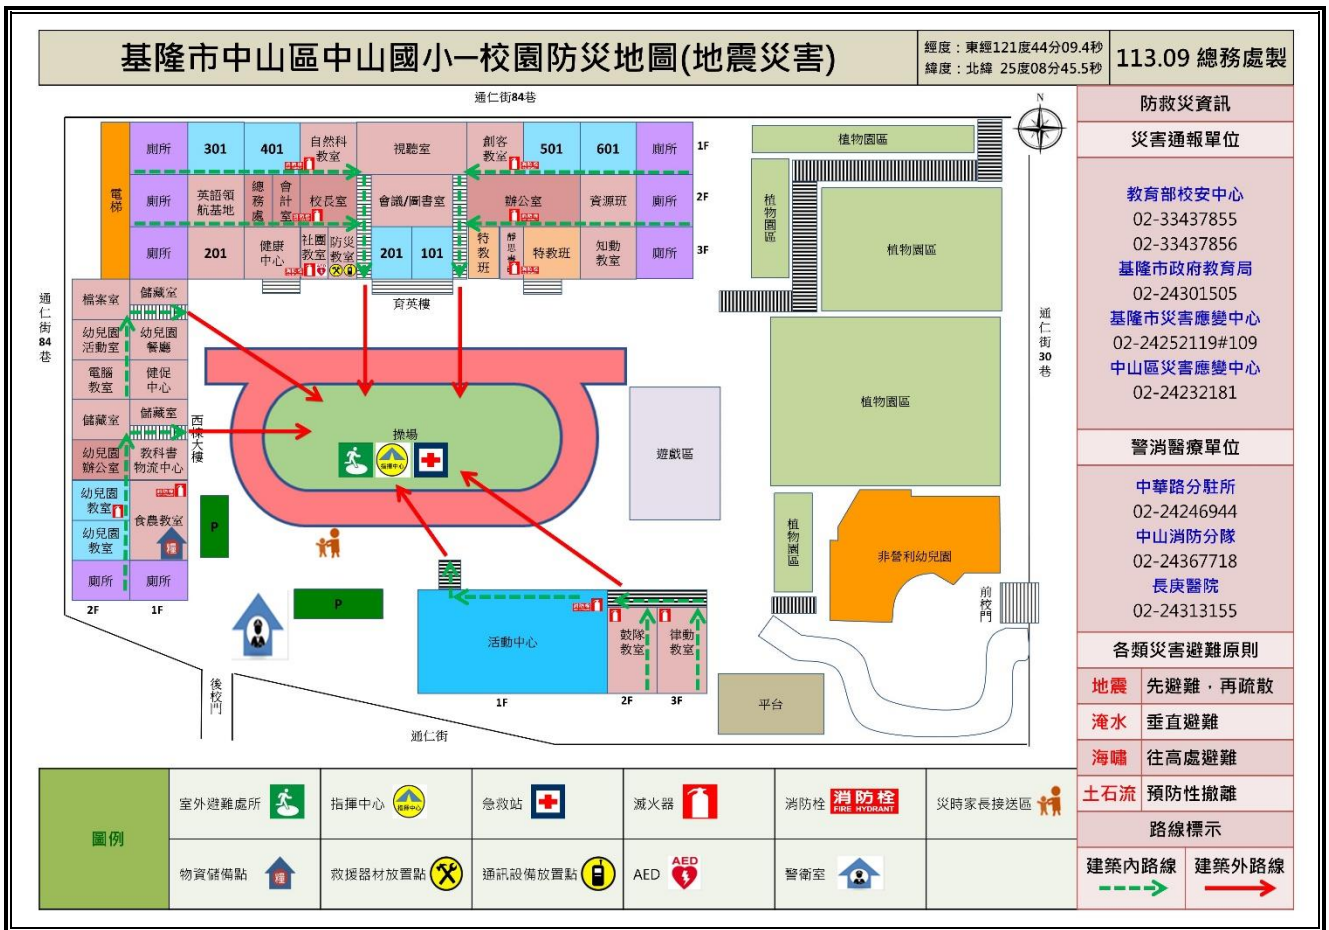 基隆市中山區中山國小一校園防災地圖(地震災害)
經度：東經121度44分09.4秒
緯度：北緯 25度08分45.5秒
113.09 總務處製
通仁街84巷
N
電梯
廁所
301
401
自然科
教室
視聽室
創客
教室
501
601
廁所
1F
廁所
英語領
航基地
總務處
會計室
校長室
會議/圖書室
辦公室
資源班
廁所
2F
廁所
201
健康
中心
社團
教室
防災
教室
201
101
特教班
特教班
知動
教室
廁所
3F
育英樓
通仁街84巷
檔案室
儲藏室
幼兒園
活動室
幼兒園
餐廳
電腦
教室
健促
中心
儲藏室
儲藏室
幼兒園
辦公室
教科書
物流中心
幼兒園
教室
食農教室
幼兒園
教室
糧
廁所
廁所
2F
1F
西棟大樓
操場
指揮中心
遊戲區
P
P
植物園區
植物園區
植物園區
植物園區
植物園區
通仁街30巷
非營利幼兒園
前校門
活動中心
鼓隊
教室
律動
教室
1F
2F
3F
平台
後校門
通仁街
防救災資訊
災害通報單位
教育部校安中心
02-33437855
02-33437856
基隆市政府教育局
02-24301505
基隆市災害應變中心
02-24252119#109
中山區災害應變中心
02-24232181
警消醫療單位
中華路分駐所
02-24246944
中山消防分隊
02-24367718
長庚醫院
02-24313155
各類災害避難原則
地震 先避難．再疏散
淹水 垂直避難
海嘯 往高處避難
土石流 預防性撤離
路線標示
建築內路線
建築外路線
圖例
室外避難處所
指揮中心
指揮中心
急救站
滅火器
消防栓
消防栓
FIRE HYDRANT
災時家長接送區
物資儲備點
糧
救援器材放置點
通訊設備放置點
AED
AED
警衛室